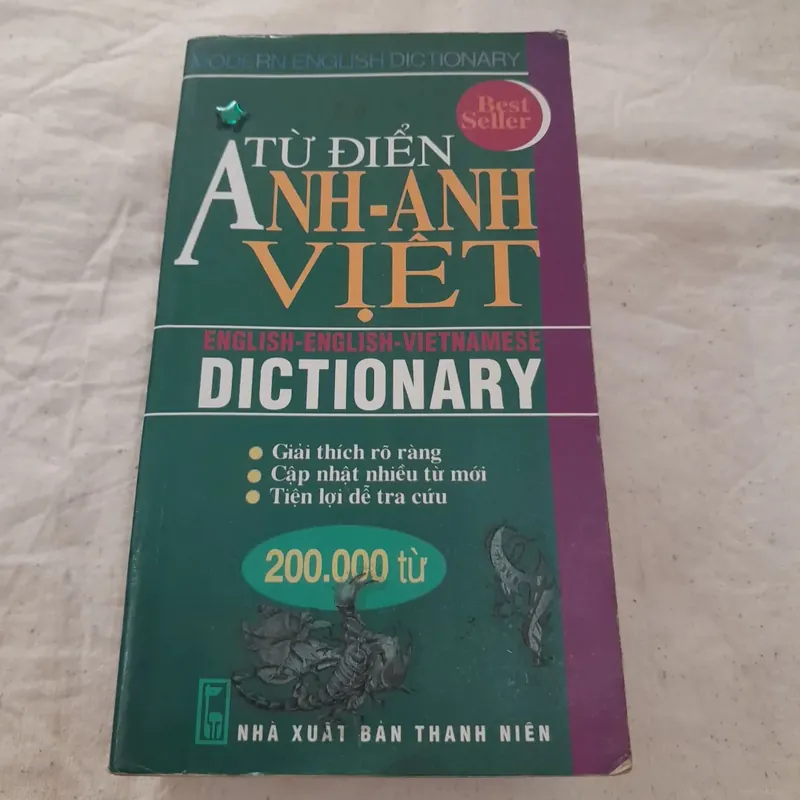 MODERN ENGLISH DICTIONARY
Best
Seller
TỪ ĐIỂN
ANH-ANH
VIỆT
ENGLISH-ENGLISH-VIETNAMESE
DICTIONARY
Giải thích rõ ràng
Cập nhật nhiều từ mới
Tiện lợi dễ tra cứu
200.000 từ
NHÀ XUẤT BẢN THANH NIÊN